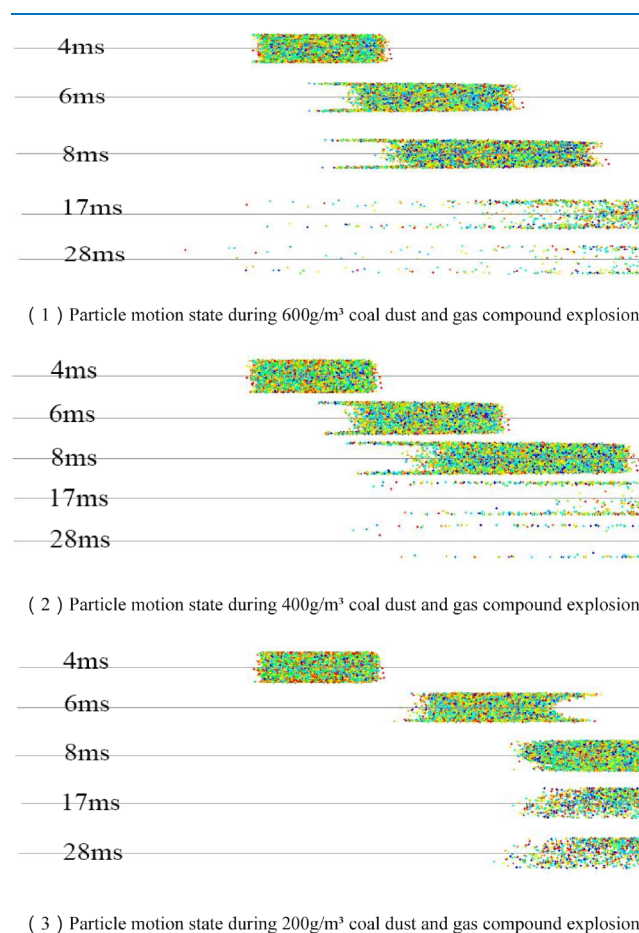 4ms
6ms
8ms
17ms
28ms
( 1 ) Particle motion state during 600g/m³ coal dust and gas compound explosion
4ms
6ms
8ms
17ms
28ms
( 2 ) Particle motion state during 400g/m³ coal dust and gas compound explosion
4ms
6ms
8ms
17ms
28ms
( 3 ) Particle motion state during 200g/m³ coal dust and gas compound explosion